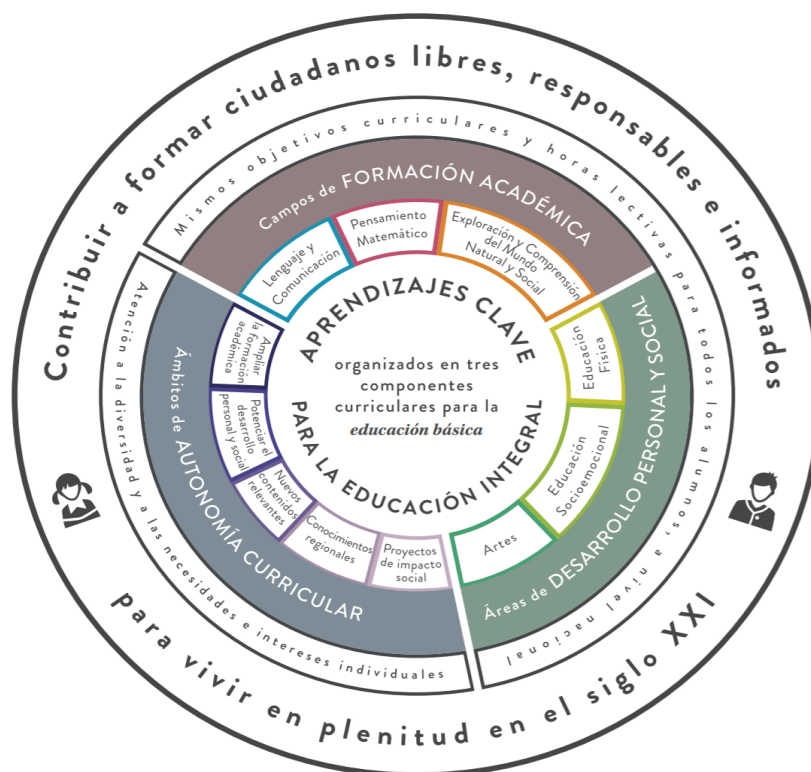 Contribuir a formar ciudadanos libres, responsables e informados
para vivir en plenitud en el siglo XXI
Mismos objetivos curriculares y horas lectivas para todos los alumnos, a nivel nacional
Atención a la diversidad y a las necesidades e intereses individuales
Campos de FORMACIÓN ACADÉMICA
Lenguaje y
Comunicación
Pensamiento
Matemático
Exploración y Comprensión
del Mundo
Natural y Social
Áreas de DESARROLLO PERSONAL Y SOCIAL
Educación
Física
Educación
Socioemocional
Artes
Ámbitos de AUTONOMÍA CURRICULAR
Ampliar
la formación
académica
Potenciar el
desarrollo
personal y social
Nuevos
contenidos
relevantes
Conocimientos
regionales
Proyectos
de impacto
social
APRENDIZAJES CLAVE
organizados en tres
componentes
curriculares para la
educación básica
PARA LA EDUCACIÓN INTEGRAL